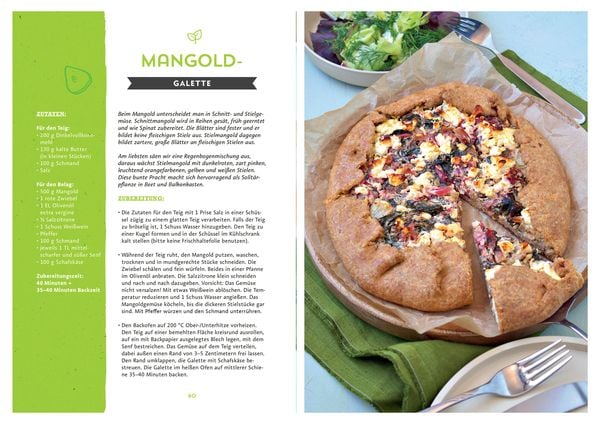 MANGOLD-
GALETTE
Beim Mangold unterscheidet man in Schnitt- und Stielge-
müse. Schnittmangold wird in Reihen gesät, früh geerntet
und wie Spinat zubereitet. Die Blätter sind fester und er
bildet keine fleischigen Stiele aus. Stielmangold dagegen
bildet zarte, große Blätter an fleischigen Stielen aus.
Am liebsten säen wir eine Regenbogenmischung aus,
daraus wächst Stielmangold mit dunkelroten, zart pinken,
leuchtend orangefarbenen, gelben und weißen Stielen.
Diese bunte Pracht macht sich hervorragend als Solitär-
pflanze in Beet und Balkonkasten.
ZUTATEN:
Für den Teig:
• 200 g Dinkelvollkorn-
mehl
• 130 g kalte Butter
(in kleinen Stücken)
• 100 g Schmand
• Salz
Für den Belag:
• 500 g Mangold
• 1 rote Zwiebel
• 1 EL Olivenöl
extra vergine
• ½ Salzzitrone
• 1 Schuss Weißwein
• Pfeffer
• 100 g Schmand
• jeweils 1 TL mittel
scharfer und süßer Senf
• 100 g Schafskäse
Zubereitungszeit:
40 Minuten +
35–40 Minuten Backzeit
ZUBEREITUNG:
• Die Zutaten für den Teig mit 1 Prise Salz in einer Schüs-
sel zügig zu einem glatten Teig verarbeiten. Falls der Teig
zu bröselig ist, 1 Schuss Wasser hinzugeben. Den Teig zu
einer Kugel formen und in der Schüssel im Kühlschrank
kalt stellen (bitte keine Frischhaltefolie benutzen).
• Während der Teig ruht, den Mangold putzen, waschen,
trocknen und in mundgerechte Stücke schneiden. Die
Zwiebel schälen und fein würfeln. Beides in einer Pfanne
im Olivenöl anbraten. Die Salzzitrone klein schneiden
und nach und nach dazugeben. Vorsicht: Das Gemüse
nicht versalzen! Mit etwas Weißwein ablöschen. Die Tem-
peratur reduzieren und 1 Schuss Wasser angießen. Das
Mangoldgemüse köcheln, bis die dickeren Stielstücke gar
sind. Mit Pfeffer würzen und den Schmand unterrühren.
• Den Backofen auf 200 °C Ober-/Unterhitze vorheizen.
Den Teig auf einer bemehlten Fläche kreisrund ausrollen,
auf ein mit Backpapier ausgelegtes Blech legen, mit dem
Senf bestreichen. Das Gemüse auf dem Teig verteilen,
dabei außen einen Rand von 3–5 Zentimetern frei lassen.
Den Rand umklappen, die Galette mit Schafskäse be-
streuen. Die Galette im heißen Ofen auf mittlerer Schie-
ne 35–40 Minuten backen.
60